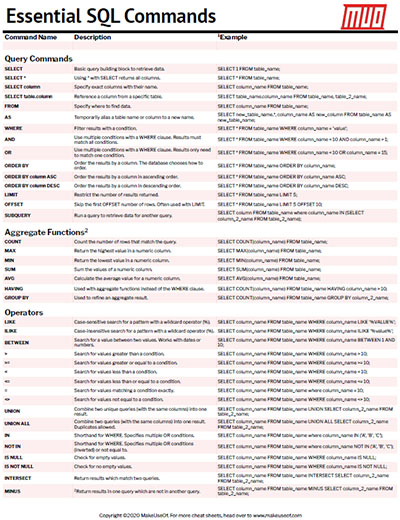 Essential SQL Commands
MUO
Command Name Description ¹Example
Query Commands
SELECT Basic query building block to retrieve data. SELECT 1 FROM table_name;
SELECT * Using * with SELECT returns all columns. SELECT * FROM table_name;
SELECT column Specify exact columns with their name. SELECT column_name FROM table_name;
SELECT table.column Reference a column from a specific table. SELECT table_name.column_name FROM table_name, table_2_name;
FROM Specify where to find data. SELECT column_name FROM table_name;
AS Temporarily alias a table name or column to a new name. SELECT new_table_name.*, column_name AS new_column FROM table_name AS
new_table_name;
WHERE Filter results with a condition. SELECT * FROM table_name WHERE column_name = 'value';
AND Use multiple conditions with a WHERE clause. Results must
all conditions. SELECT * FROM table_name WHERE column_name < 10 AND column_name > 1;
OR Use multiple conditions with a WHERE clause. Results only need
to match one condition. SELECT * FROM table_name WHERE column_name < 10 OR column_name = 15;
ORDER BY Order the results by a column. The database chooses how to
order. SELECT * FROM table_name ORDER BY column_name;
ORDER BY column ASC Order the results by a column in ascending order. SELECT * FROM table_name ORDER BY column_name ASC;
ORDER BY column DESC Order the results by a column in descending order. SELECT * FROM table_name ORDER BY column_name DESC;
LIMIT Restrict the number of results returned. SELECT * FROM table_name LIMIT 5;
OFFSET Skip the first OFFSET number of rows. Often used with LIMIT. SELECT * FROM table_name LIMIT 5 OFFSET 10;
SUBQUERY Run a query to retrieve data for another query. SELECT column FROM table_name where column_name IN (SELECT
column_2_name FROM table_2_name);
Aggregate Functions²
COUNT Count the number of rows that match the query. SELECT COUNT(column_name) FROM table_name;
MAX Return the highest value in a numeric column. SELECT MAX(column_name) FROM table_name;
MIN Return the lowest value in a numeric column. SELECT MIN(column_name) FROM table_name;
SUM Sum the values of a numeric column. SELECT SUM(column_name) FROM table_name;
AVG Calculate the average value for a numeric column. SELECT AVG(column_name) FROM table_name;
HAVING Used with aggregate functions instead of the WHERE clause. SELECT COUNT(column_name) FROM table_name HAVING column_name > 10;
GROUP BY Used to refine an aggregate result. SELECT COUNT(column_name) FROM table_name GROUP BY column_2_name;
Operators
LIKE Case-sensitive search for a pattern with a wildcard operator (%). SELECT column_name FROM table_name WHERE column_name LIKE '%VALUE%';
ILIKE Case-insensitive search for a pattern with a wildcard operator (%). SELECT column_name FROM table_name WHERE column_name ILIKE '%value%';
BETWEEN Search for a value between two values. Works with dates or
numbers. SELECT column_name FROM table_name WHERE column_name BETWEEN 1 AND
10;
> Search for values greater than a condition. SELECT column_name FROM table_name WHERE column_name > 10;
>= Search for values greater or equal to a condition. SELECT column_name FROM table_name WHERE column_name >= 10;
< Search for values less than a condition. SELECT column_name FROM table_name WHERE column_name < 10;
<= Search for values less than or equal to a condition. SELECT column_name FROM table_name WHERE column_name <= 10;
= Search for values matching a condition exactly. SELECT column_name FROM table_name where column_name = 10;
<> Search for values not equal to a condition. SELECT column_name FROM table_name WHERE column_name <> 10;
UNION Combine two unique queries (with the same columns) into one
result. SELECT column_name FROM table_name UNION SELECT column_2_name FROM
table_2_name;
UNION ALL Combine two queries (with the same columns) into one result.
Duplicates allowed. SELECT column_name FROM table_name UNION ALL SELECT column_2_name
FROM table_2_name;
IN Shorthand for WHERE. Specifies multiple OR conditions. SELECT column_name FROM table_name where column_name IN ('A', 'B', 'C');
NOT IN Shorthand for WHERE. Specifies multiple OR conditions
(inverted) or not equal to. SELECT column_name FROM table_name where column_name NOT IN ('A', 'B', 'C');
IS NULL Check for empty values. SELECT column_name FROM table_name WHERE column_name IS NULL;
IS NOT NULL Check for no empty values. SELECT column_name FROM table_name WHERE column_name IS NOT NULL;
INTERSECT Return results which match two queries. SELECT column_name FROM table_name INTERSECT SELECT column_2_name
FROM table_2_name;
MINUS Return results in one query which are not in another query. SELECT column_name FROM table_name MINUS SELECT column_2_name FROM
table_2_name;
Copyright ©2020 MakeUseOf. For more cheat sheets, head over to www.makeuseof.com